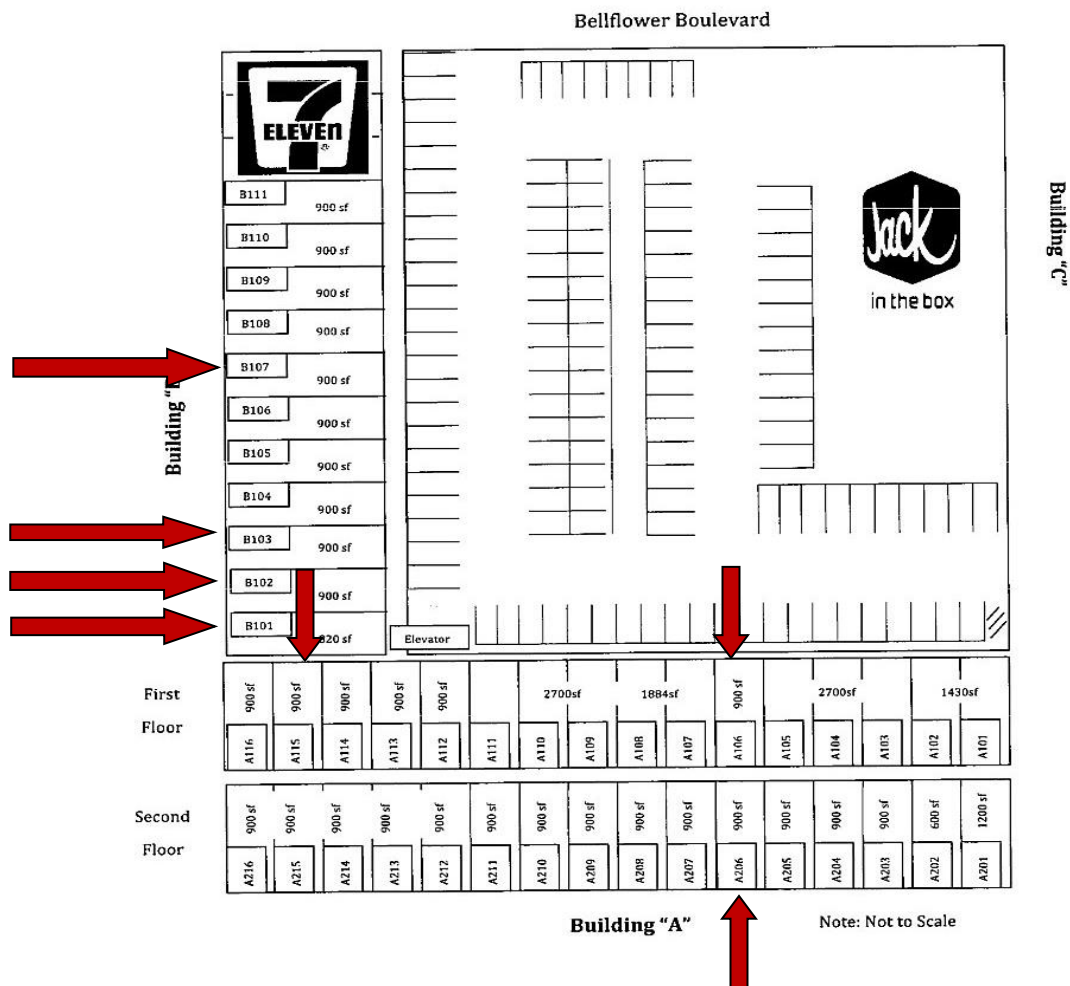 Bellflower Boulevard
7
ELEVEN
®
B111
900 sf
B110
900 sf
B109
900 sf
B108
900 sf
B107
900 sf
B106
900 sf
B105
900 sf
B104
900 sf
B103
900 sf
B102
900 sf
B101
820 sf
Building
Jack
in the box
Building "C"
Elevator
First
Floor
900 sf
900 sf
900 sf
900 sf
900 sf
2700sf
1884sf
900 sf
2700sf
1430sf
A116
A115
A114
A113
A112
A111
A110
A109
A108
A107
A106
A105
A104
A103
A102
A101
Second
Floor
900 sf
900 sf
900 sf
900 sf
900 sf
900 sf
900 sf
900 sf
900 sf
900 sf
900 sf
900 sf
900 sf
900 sf
600 sf
1200 sf
A216
A215
A214
A213
A212
A211
A210
A209
A208
A207
A206
A205
A204
A203
A202
A201
Building "A"
Note: Not to Scale